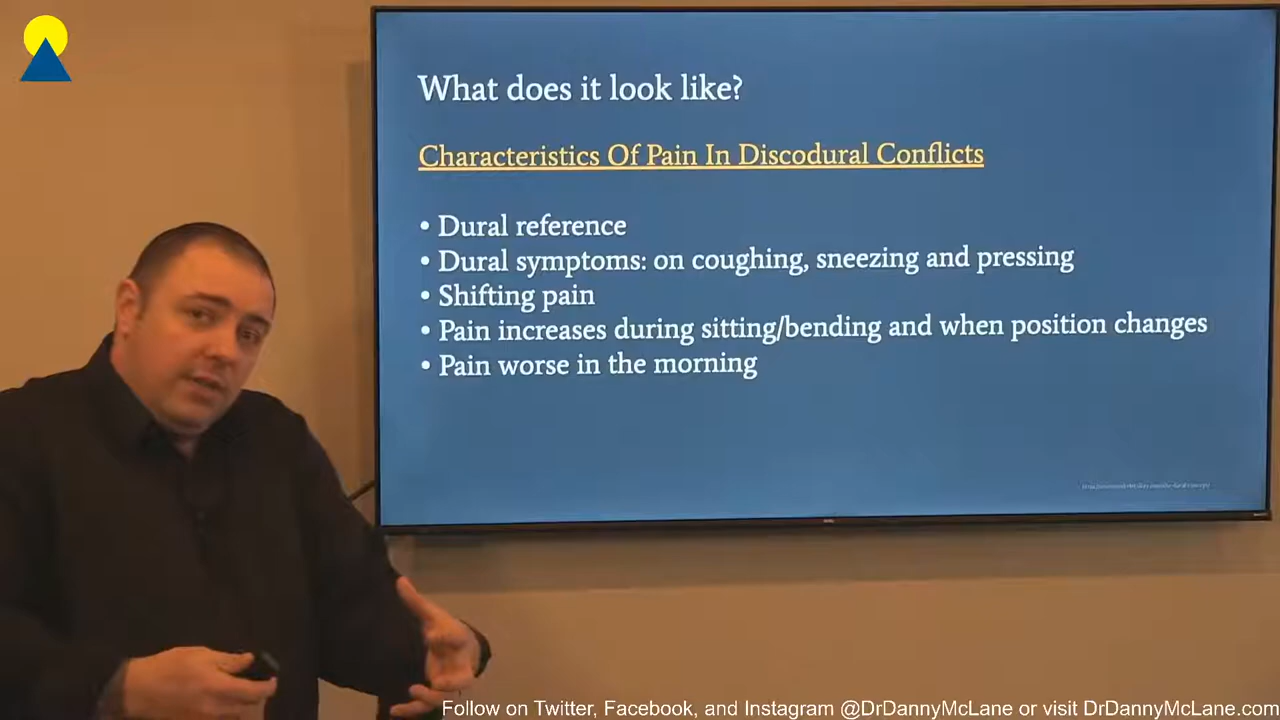 What does it look like?
Characteristics Of Pain In Discodural Conflicts
• Dural reference
• Dural symptoms: on coughing, sneezing and pressing
• Shifting pain
• Pain increases during sitting/bending and when position changes
• Pain worse in the morning
Follow on Twitter, Facebook, and Instagram @DrDannyMcLane or visit DrDannyMcLane.com